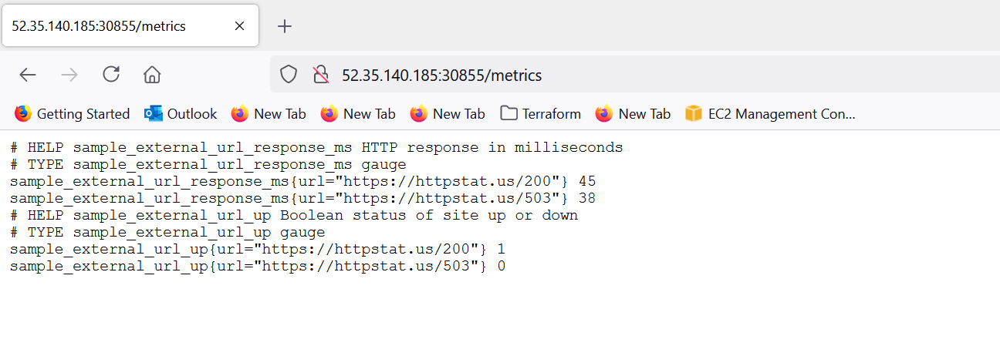 52.35.140.185:30855/metrics
52.35.140.185:30855/metrics
Getting Started Outlook New Tab New Tab New Tab Terraform New Tab EC2 Management Con...
# HELP sample_external_url_response_ms HTTP response in milliseconds
# TYPE sample_external_url_response_ms gauge
sample_external_url_response_ms{url="https://httpstat.us/200"} 45
sample_external_url_response_ms{url="https://httpstat.us/503"} 38
# HELP sample_external_url_up Boolean status of site up or down
# TYPE sample_external_url_up gauge
sample_external_url_up{url="https://httpstat.us/200"} 1
sample_external_url_up{url="https://httpstat.us/503"} 0